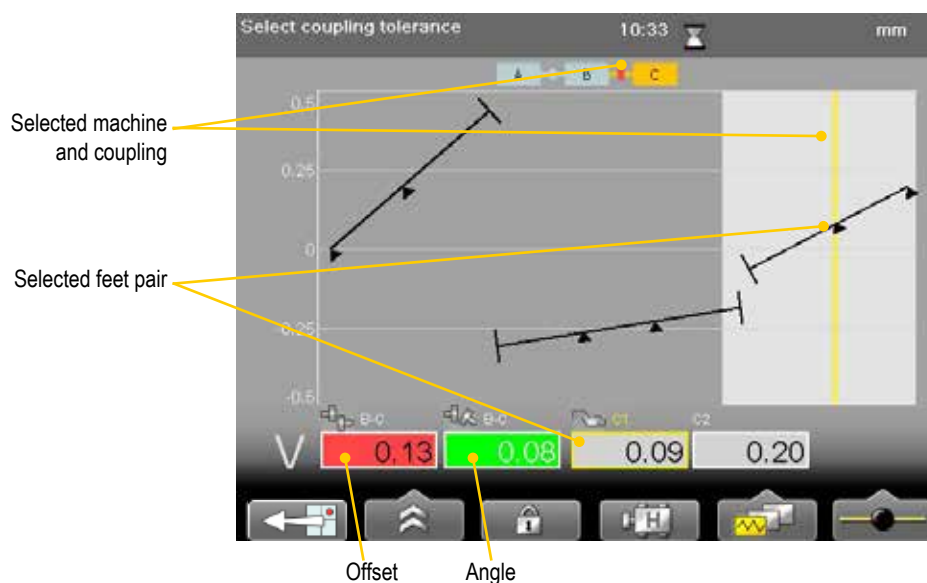 Select coupling tolerance 10:33 mm
A B C
Selected machine
and coupling
0.5
0.25
0
-0.25
-0.5
Selected feet pair
B-C B-C C1 C2
V 0.13 0.08 0.09 0.20
H
Offset Angle